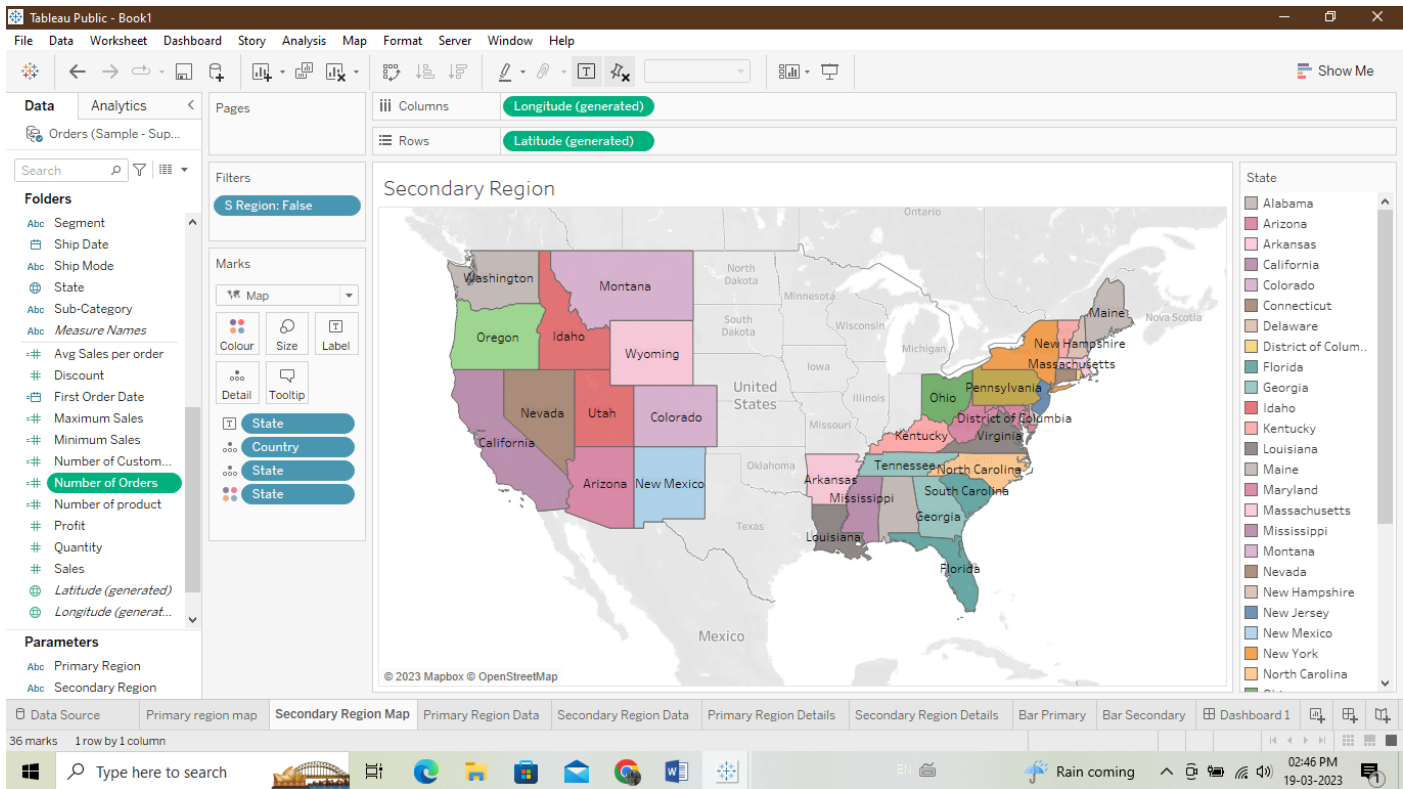 Tableau Public - Book1
File Data Worksheet Dashboard Story Analysis Map Format Server Window Help
Show Me
Data Analytics
Orders (Sample - Sup...
Search
Folders
Abc Segment
Ship Date
Abc Ship Mode
State
Abc Sub-Category
Abc Measure Names
=# Avg Sales per order
# Discount
First Order Date
=# Maximum Sales
=# Minimum Sales
=# Number of Custom...
=# Number of Orders
=# Number of product
# Profit
# Quantity
# Sales
Latitude (generated)
Longitude (generat...
Parameters
Abc Primary Region
Abc Secondary Region
Pages
Filters
S Region: False
Marks
Map
Colour Size Label
Detail Tooltip
T State
Country
State
State
Columns Longitude (generated)
Rows Latitude (generated)
Secondary Region
Ontario
Washington
Montana
North
Dakota
Minnesota
Maine
Nova Scotia
Oregon
Idaho
South
Dakota
Wisconsin
Michigan
New Hampshire
Wyoming
Iowa
Massachusetts
Nevada
Utah
Colorado
United
States
Illinois
Ohio
Pennsylvania
California
Missouri
Kentucky
District of Columbia
Virginia
Arizona
New Mexico
Oklahoma
Arkansas
Tennessee
North Carolina
Mississippi
South Carolina
Texas
Louisiana
Georgia
Florida
Mexico
© 2023 Mapbox © OpenStreetMap
State
Alabama
Arizona
Arkansas
California
Colorado
Connecticut
Delaware
District of Colum..
Florida
Georgia
Idaho
Kentucky
Louisiana
Maine
Maryland
Massachusetts
Mississippi
Montana
Nevada
New Hampshire
New Jersey
New Mexico
New York
North Carolina
Data Source Primary region map Secondary Region Map Primary Region Data Secondary Region Data Primary Region Details Secondary Region Details Bar Primary Bar Secondary Dashboard 1
36 marks 1 row by 1 column
Type here to search
EN
Rain coming
02:46 PM
19-03-2023
1